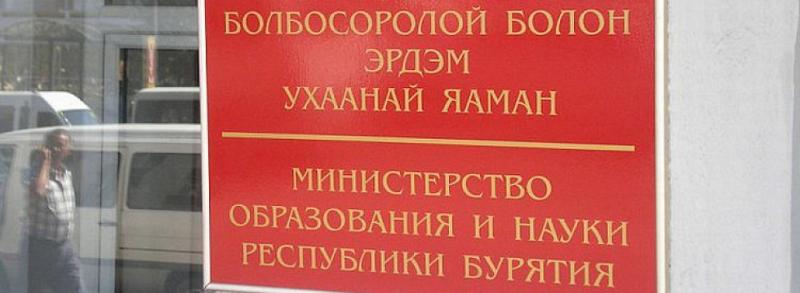 БОЛБОСОРОЛОЙ БОЛОН
ЭРДЭМ
УХААНАЙ ЯАМАН
МИНИСТЕРСТВО
ОБРАЗОВАНИЯ И НАУКИ
РЕСПУБЛИКИ БУРЯТИЯ